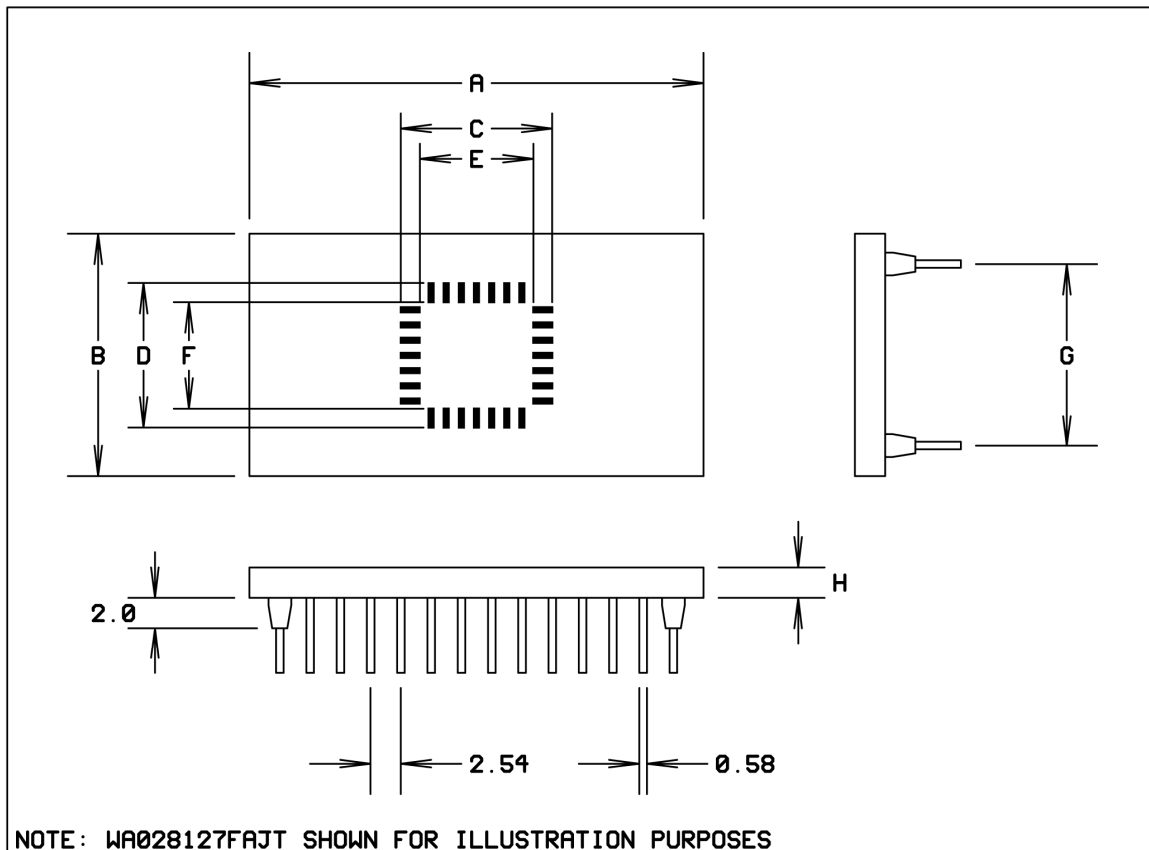 A
C
E
B
D
F
G
H
2.0
2.54
0.58
NOTE: WA028127FAJT SHOWN FOR ILLUSTRATION PURPOSES